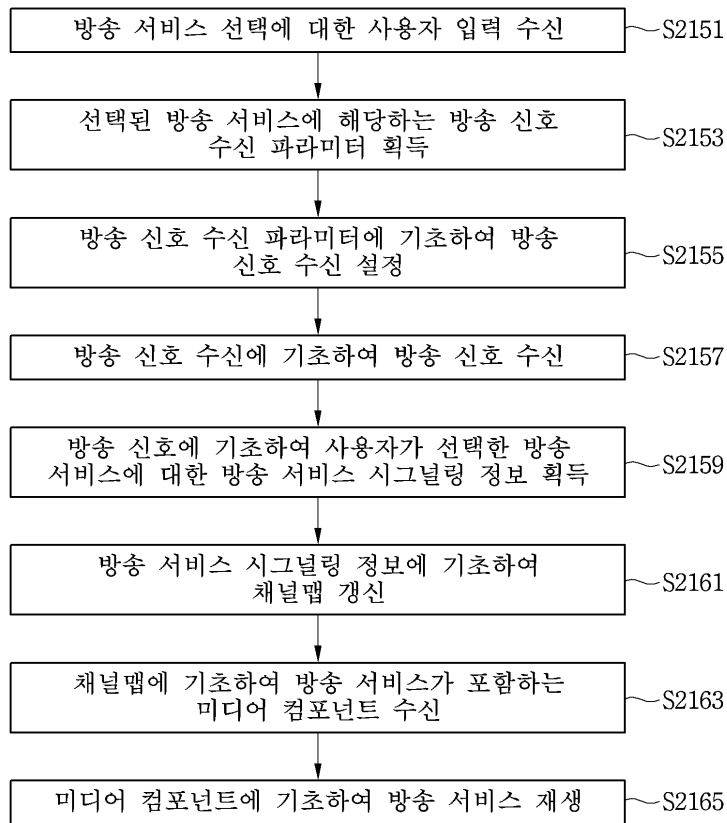 방송 서비스 선택에 대한 사용자 입력 수신
S2151
선택된 방송 서비스에 해당하는 방송 신호
수신 파라미터 획득
S2153
방송 신호 수신 파라미터에 기초하여 방송
신호 수신 설정
S2155
방송 신호 수신에 기초하여 방송 신호 수신
S2157
방송 신호에 기초하여 사용자가 선택한 방송
서비스에 대한 방송 서비스 시그널링 정보 획득
S2159
방송 서비스 시그널링 정보에 기초하여
채널맵 갱신
S2161
채널맵에 기초하여 방송 서비스가 포함하는
미디어 컴포넌트 수신
S2163
미디어 컴포넌트에 기초하여 방송 서비스 재생
S2165